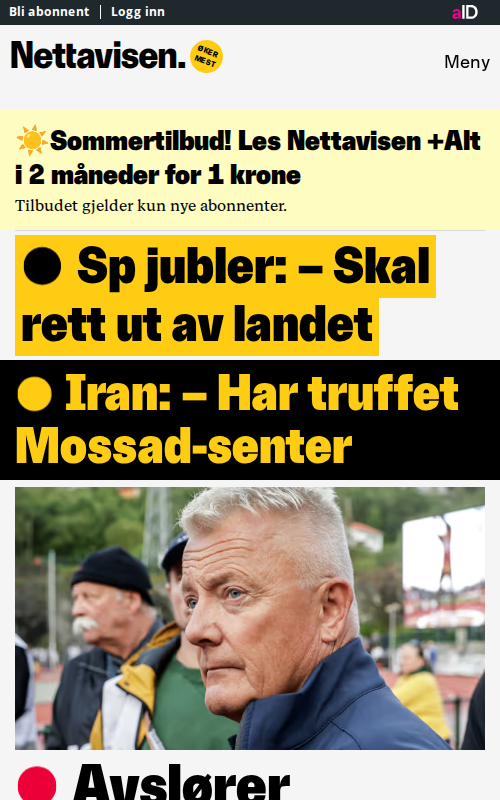 Bli abonnent | Logg inn
aID
Nettavisen.
ØKER
MEST
Meny
Sommertilbud! Les Nettavisen +Alt
i 2 måneder for 1 krone
Tilbudet gjelder kun nye abonnenter.
Sp jubler: – Skal
rett ut av landet
Iran: – Har truffet
Mossad-senter
Avslører